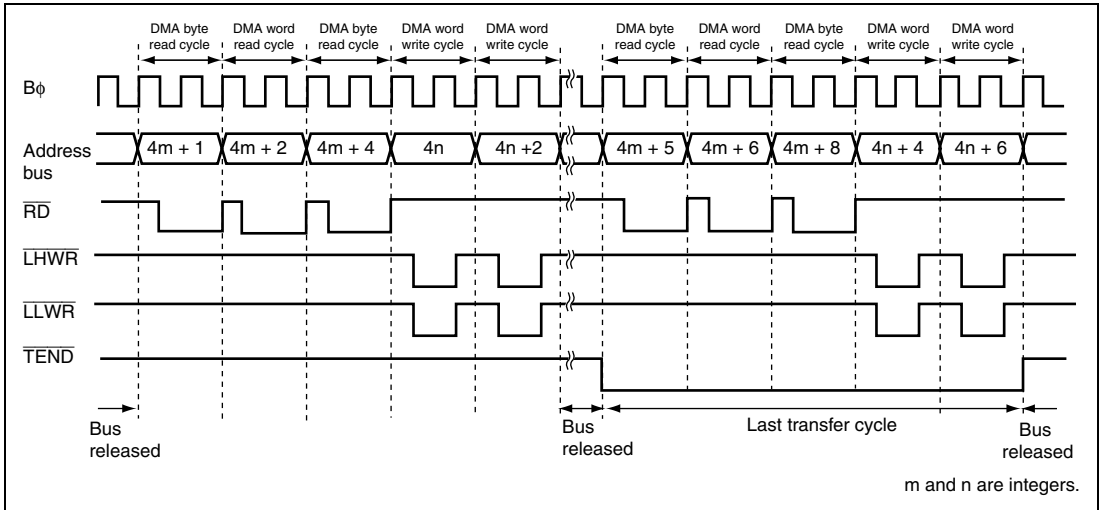 DMA byte read cycle
DMA word read cycle
DMA byte read cycle
DMA word write cycle
DMA word write cycle
DMA byte read cycle
DMA word read cycle
DMA byte read cycle
DMA word write cycle
DMA word write cycle
Bϕ
Address bus
4m + 1 4m + 2 4m + 4 4n 4n +2 4m + 5 4m + 6 4m + 8 4n + 4 4n + 6
RD
LHWR
LLWR
TEND
Bus released
Bus released
Last transfer cycle
Bus released
m and n are integers.